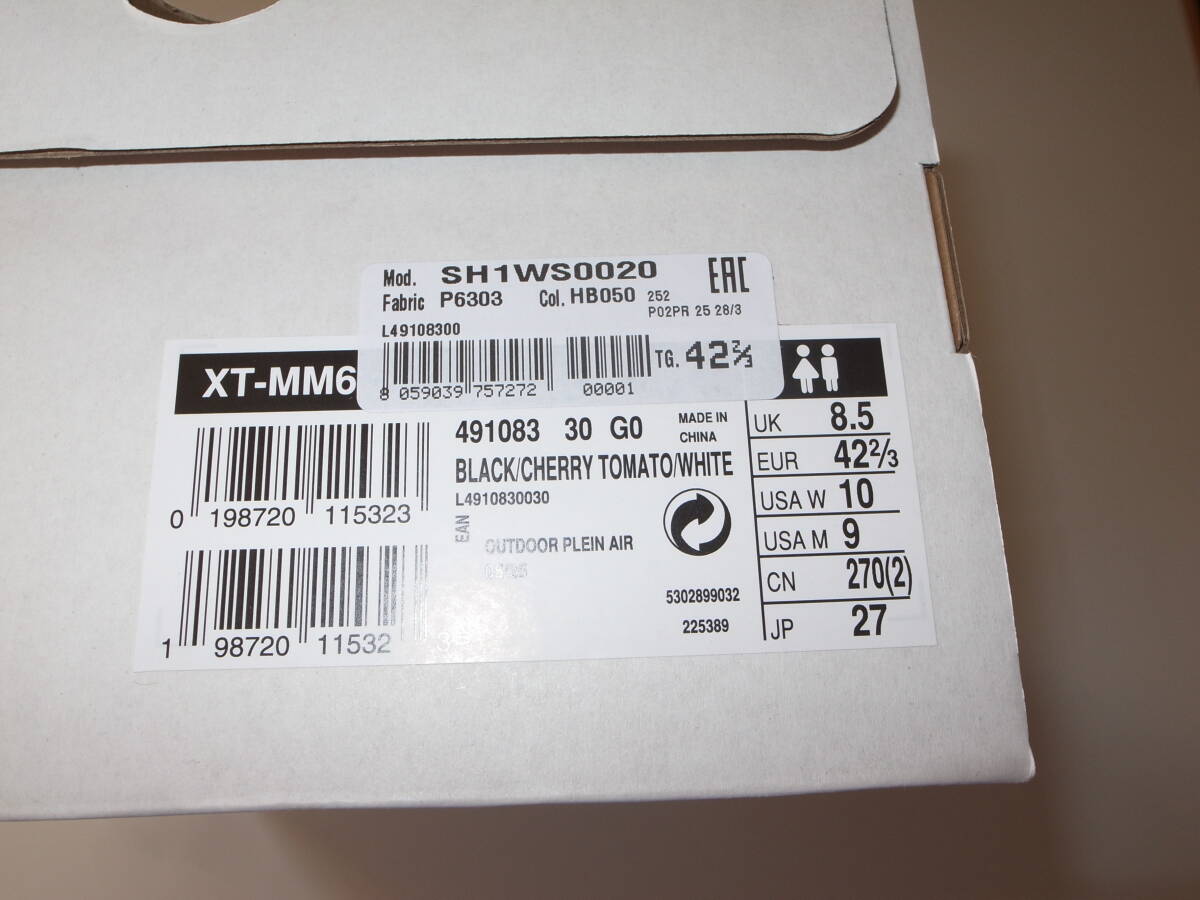 Mod. SH1WS0020 EAC
Fabric P6303 Col. HB050 252
P02PR 25 28/3
L49108300
8 059039 757272 00001 TG. 42⅔
XT-MM6
491083 30 G0 MADE IN CHINA
BLACK/CHERRY TOMATO/WHITE
L4910830030
0 198720 115323
EAN
OUTDOOR PLEIN AIR
1 98720 11532
5302899032
225389
UK 8.5
EUR 42⅔
USA W 10
USA M 9
CN 270(2)
JP 27